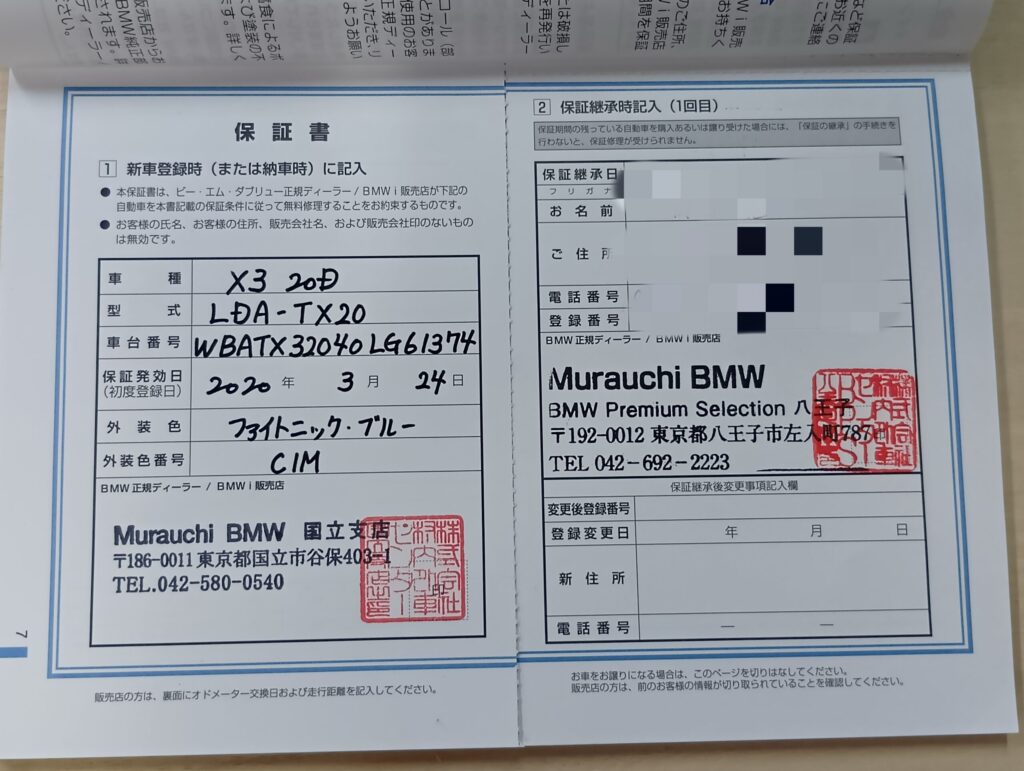 保証書
1 新車登録時（または納車時）に記入
● 本保証書は、ビー・エム・ダブリュー正規ディーラー / BMW i 販売店が下記の
自動車を本書記載の保証条件に従って無料修理することをお約束するものです。
● お客様の氏名、お客様の住所、販売会社名、および販売会社印のないもの
は無効です。
車種 X3 20D
型式 LDA-TX20
車台番号 WBATX32040LG61374
保証発効日
(初度登録日) 2020 年 3 月 24 日
外装色 ファイトニック・ブルー
外装色番号 C1M
BMW 正規ディーラー / BMW i 販売店
Murauchi BMW 国立支店
〒186-0011 東京都国立市谷保403-1
TEL.042-580-0540
販売店の方は、裏面にオドメーター交換日および走行距離を記入してください。
7
2 保証継承時記入（1回目）
保証期間の残っている自動車を購入あるいは譲り受けた場合には、「保証の継承」の手続きを
行わないと、保証修理が受けられません。
保証継承日
フリガナ
お名前
ご住所
電話番号
登録番号
BMW 正規ディーラー / BMW i 販売店
Murauchi BMW
BMW Premium Selection 八王子
〒192-0012 東京都八王子市左入町787
TEL 042-692-2223
保証継承後変更事項記入欄
変更後登録番号
登録変更日 年 月 日
新住所
電話番号 — —
お車をお譲りになる場合は、このページを切りはなしてください。
販売店の方は、前のお客様の情報が切り取られていることを確認してください。